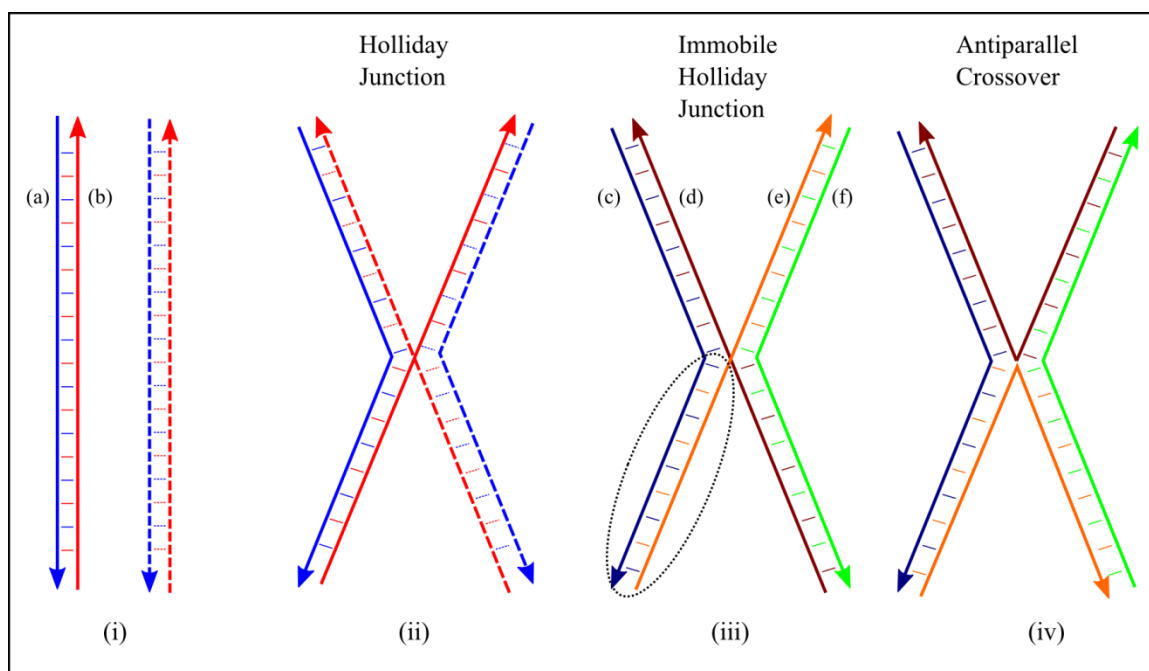 Holliday
Junction
Immobile
Holliday
Junction
Antiparallel
Crossover
(a)
(b)
(c)
(d)
(e)
(f)
(i)
(ii)
(iii)
(iv)